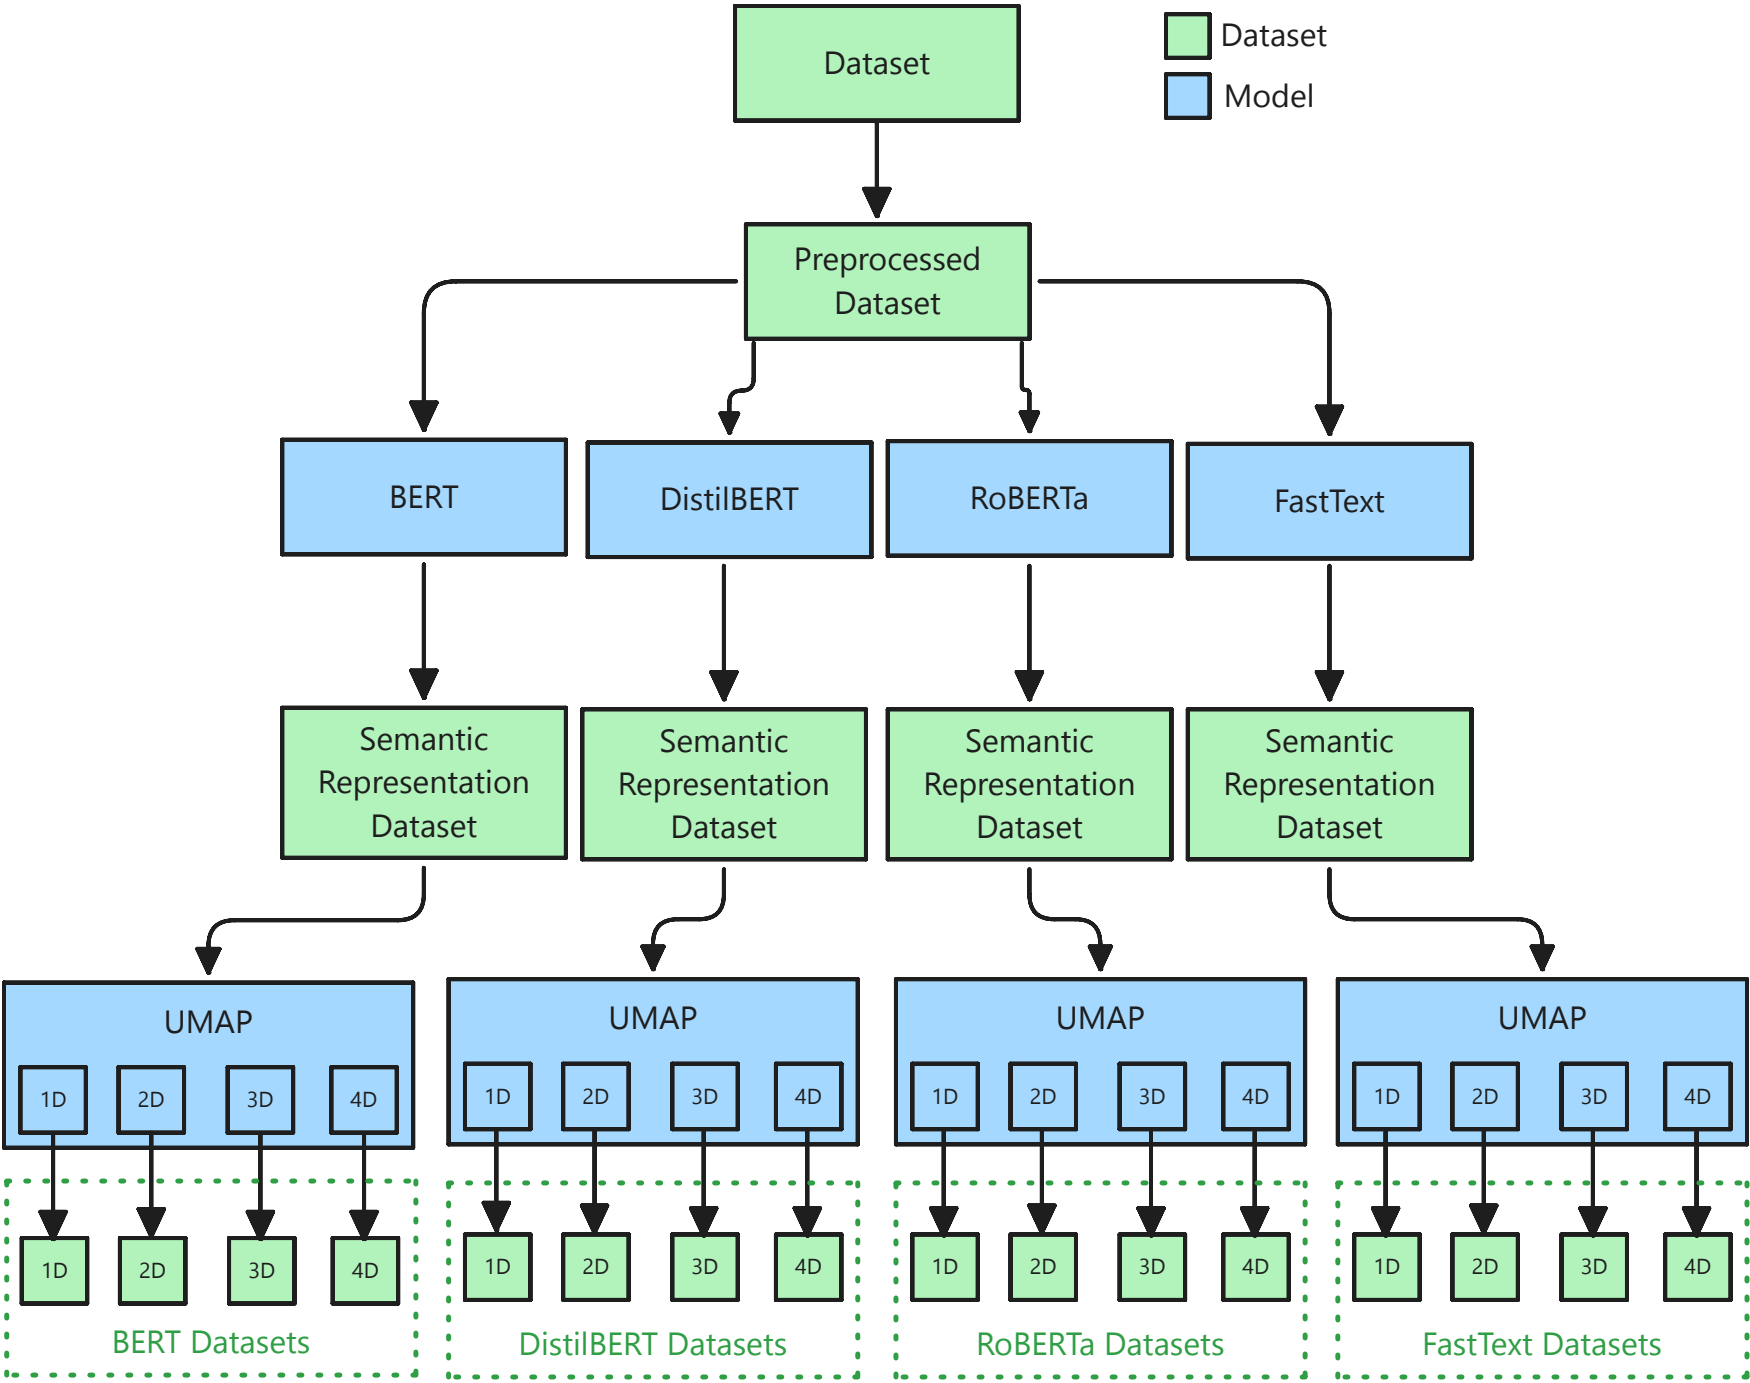 Dataset
Dataset
Model
Preprocessed
Dataset
BERT
DistilBERT
RoBERTa
FastText
Semantic
Representation
Dataset
Semantic
Representation
Dataset
Semantic
Representation
Dataset
Semantic
Representation
Dataset
UMAP
1D 2D 3D 4D
UMAP
1D 2D 3D 4D
UMAP
1D 2D 3D 4D
UMAP
1D 2D 3D 4D
1D 2D 3D 4D
BERT Datasets
1D 2D 3D 4D
DistilBERT Datasets
1D 2D 3D 4D
RoBERTa Datasets
1D 2D 3D 4D
FastText Datasets